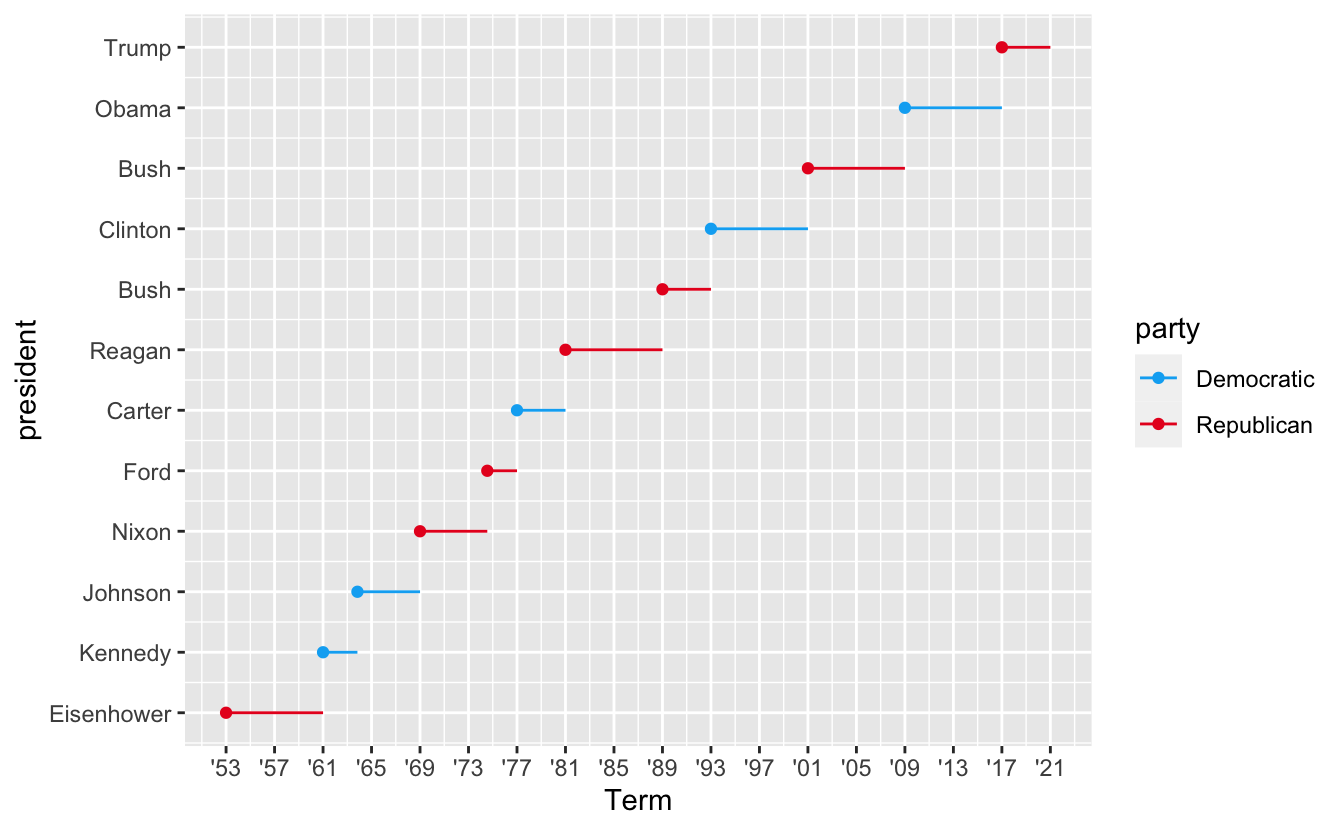 Trump
Obama
Bush
Clinton
Bush
Reagan
Carter
Ford
Nixon
Johnson
Kennedy
Eisenhower
president
'53 '57 '61 '65 '69 '73 '77 '81 '85 '89 '93 '97 '01 '05 '09 '13 '17 '21
Term
party
Democratic
Republican